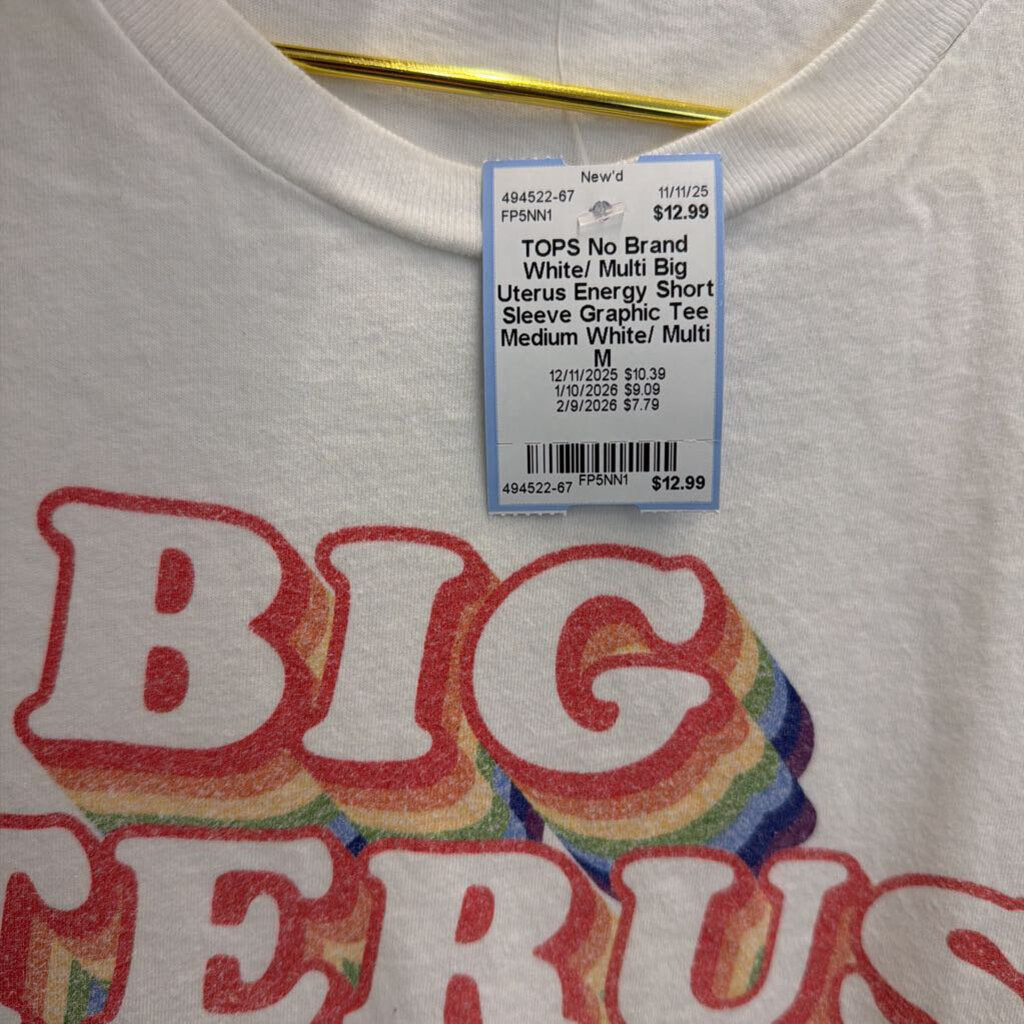 New'd
494522-67 11/11/25
FP5NN1 $12.99
TOPS No Brand
White/ Multi Big
Uterus Energy Short
Sleeve Graphic Tee
Medium White/ Multi
M
12/11/2025 $10.39
1/10/2026 $9.09
2/9/2026 $7.79
494522-67 FP5NN1 $12.99
BIG
TERUS